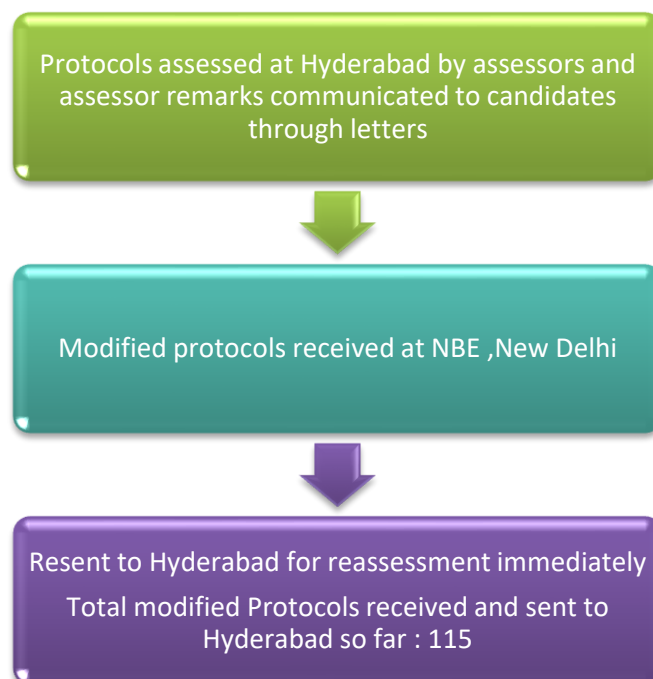 Protocols assessed at Hyderabad by assessors and
assessor remarks communicated to candidates
through letters
Modified protocols received at NBE ,New Delhi
Resent to Hyderabad for reassessment immediately
Total modified Protocols received and sent to
Hyderabad so far : 115